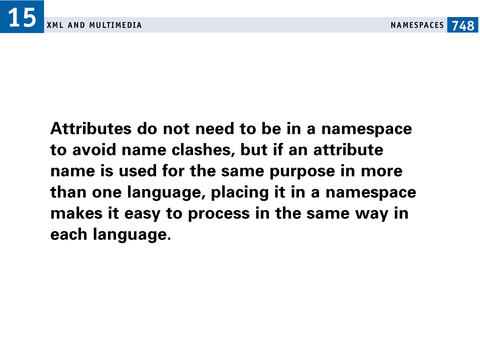 15
XML AND MULTIMEDIA
NAMESPACES 748
Attributes do not need to be in a namespace
to avoid name clashes, but if an attribute
name is used for the same purpose in more
than one language, placing it in a namespace
makes it easy to process in the same way in
each language.